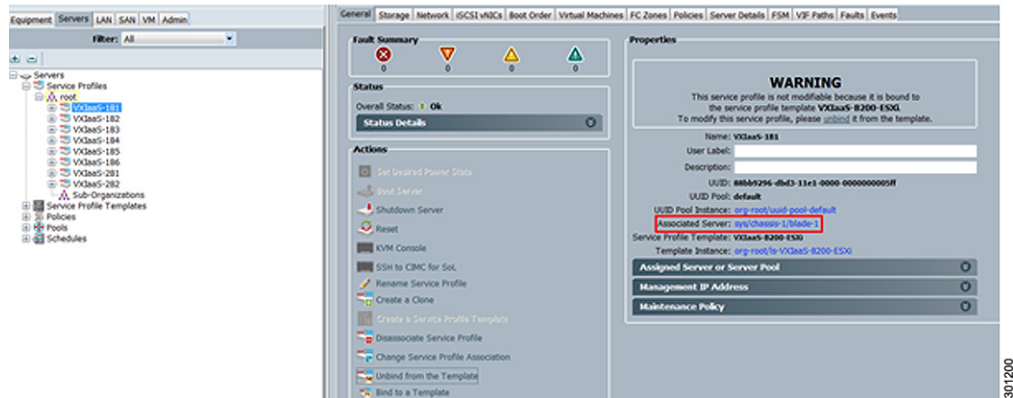 Equipment Servers LAN SAN VM Admin
Filter: All
Servers
Service Profiles
root
VXIaaS-181
VXIaaS-182
VXIaaS-183
VXIaaS-184
VXIaaS-185
VXIaaS-186
VXIaaS-281
VXIaaS-282
Sub-Organizations
Service Profile Templates
Policies
Pools
Schedules
General Storage Network iSCSI vNICs Boot Order Virtual Machines FC Zones Policies Server Details FSM VIF Paths Faults Events
Fault Summary
0 0 0 0
Status
Overall Status: Ok
Status Details
Actions
Set Desired Power State
Boot Server
Shutdown Server
Reset
KVM Console
SSH to CIMC for SoL
Rename Service Profile
Create a Clone
Create a Service Profile Template
Disassociate Service Profile
Change Service Profile Association
Unbind from the Template
Bind to a Template
Properties
WARNING
This service profile is not modifiable because it is bound to
the service profile template VXIaaS-B200-ESXi.
To modify this service profile, please unbind it from the template.
Name: VXIaaS-181
User Label:
Description:
UUID: 88bb9296-dbd3-11e1-0000-0000000005ff
UUID Pool: default
UUID Pool Instance: org-root/uuid-pool-default
Associated Server: sys/chassis-1/blade-1
Service Profile Template: VXIaaS-B200-ESXi
Template Instance: org-root/ls-VXIaaS-B200-ESXi
Assigned Server or Server Pool
Management IP Address
Maintenance Policy
301200